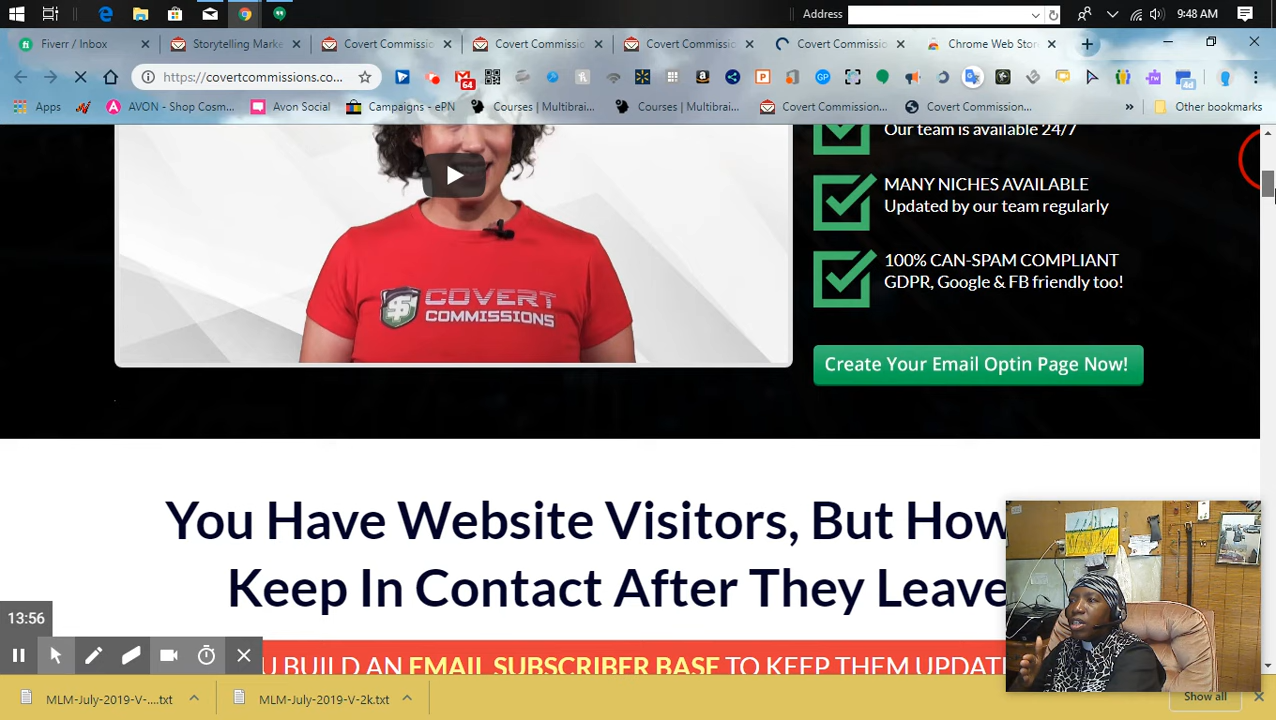 Address
9:48 AM
Fiverr / Inbox
Storytelling Marke
Covert Commissio
Covert Commissio
Covert Commissio
Covert Commissio
Chrome Web Stor
https://covertcommissions.co...
64
4d
Apps
AVON - Shop Cosm...
Avon Social
Campaigns - ePN
Courses | Multibrai...
Courses | Multibrai...
Covert Commission...
Covert Commission...
Other bookmarks
Our team is available 24/7
MANY NICHES AVAILABLE
Updated by our team regularly
100% CAN-SPAM COMPLIANT
GDPR, Google & FB friendly too!
COVERT
COMMISSIONS
Create Your Email Optin Page Now!
You Have Website Visitors, But How
Keep In Contact After They Leave
U BUILD AN EMAIL SUBSCRIBER BASE TO KEEP THEM UPDATE
13:56
MLM-July-2019-V-....txt
MLM-July-2019-V-2k.txt
Show all